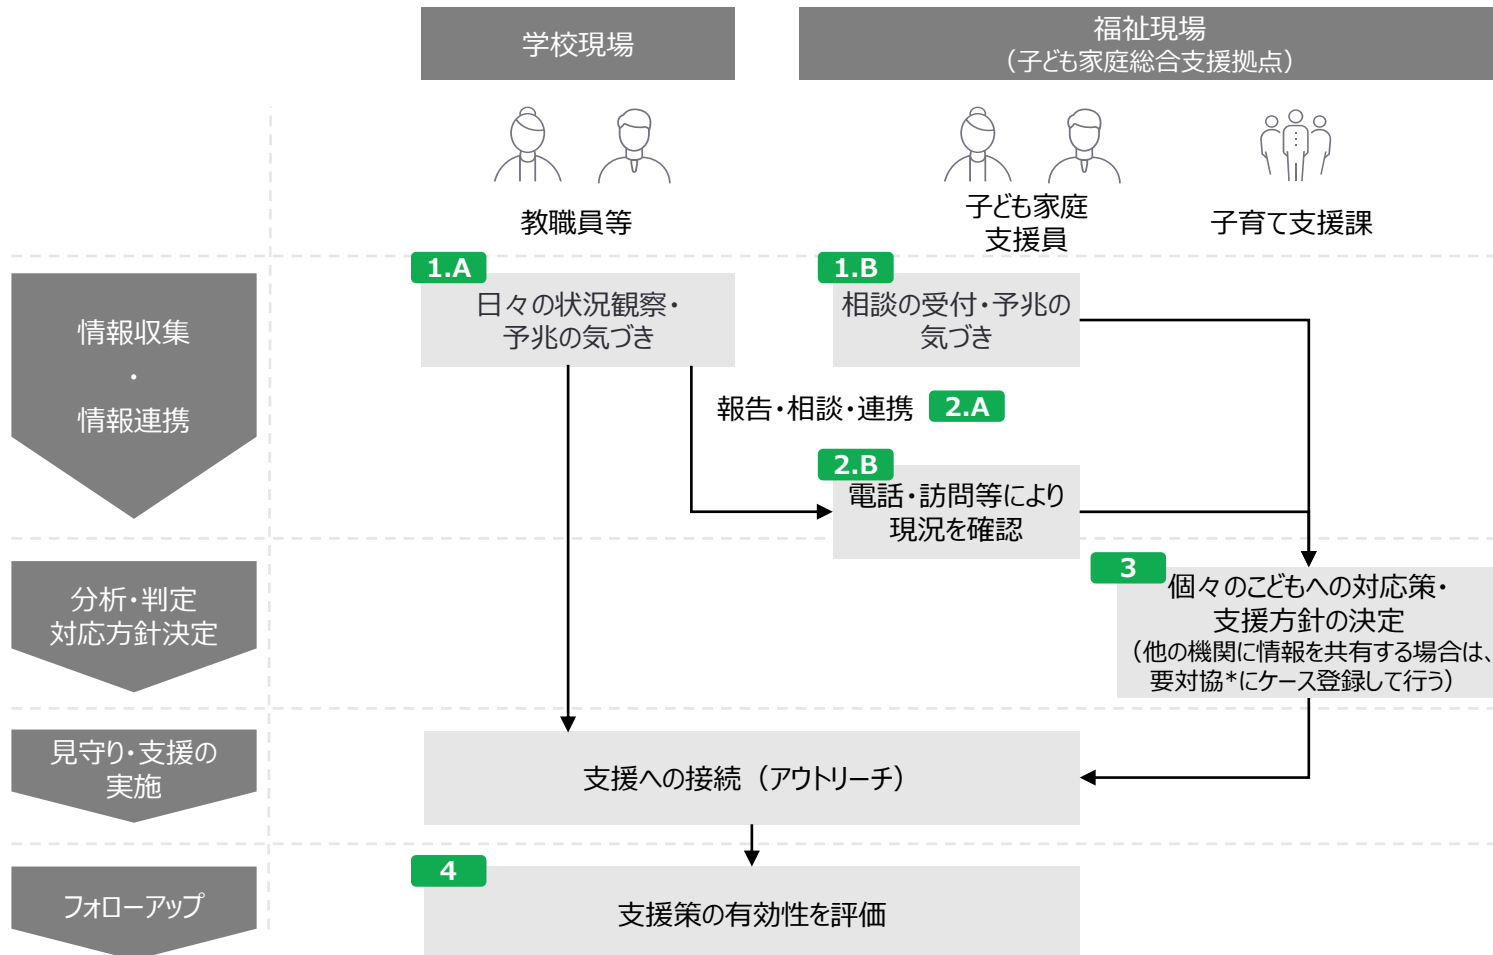 学校現場
福祉現場
（子ども家庭総合支援拠点）
教職員等
子ども家庭
支援員
子育て支援課
情報収集
・
情報連携
1.A
日々の状況観察・
予兆の気づき
1.B
相談の受付・予兆の
気づき
報告・相談・連携 2.A
2.B
電話・訪問等により
現況を確認
分析・判定
対応方針決定
3
個々のこどもへの対応策・
支援方針の決定
（他の機関に情報を共有する場合は、
要対協*にケース登録して行う）
見守り・支援の
実施
支援への接続（アウトリーチ）
フォローアップ
4
支援策の有効性を評価